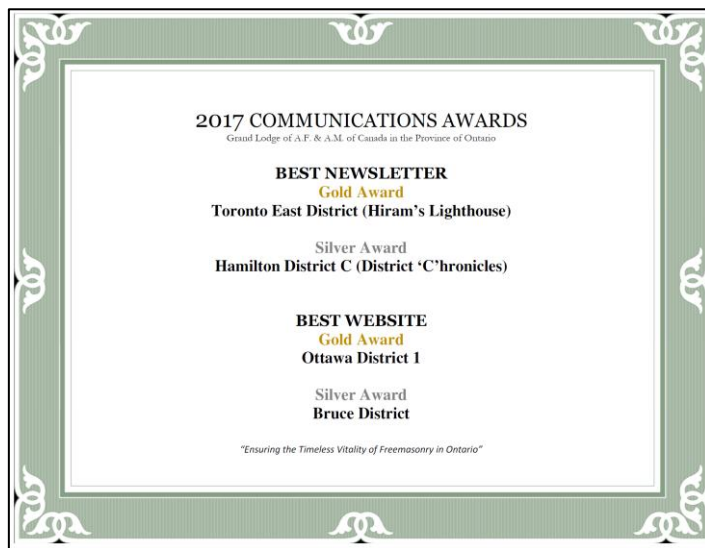 2017 COMMUNICATIONS AWARDS
Grand Lodge of A.F. & A.M. of Canada in the Province of Ontario
BEST NEWSLETTER
Gold Award
Toronto East District (Hiram's Lighthouse)
Silver Award
Hamilton District C (District ‘C’hronicles)
BEST WEBSITE
Gold Award
Ottawa District 1
Silver Award
Bruce District
“Ensuring the Timeless Vitality of Freemasonry in Ontario”